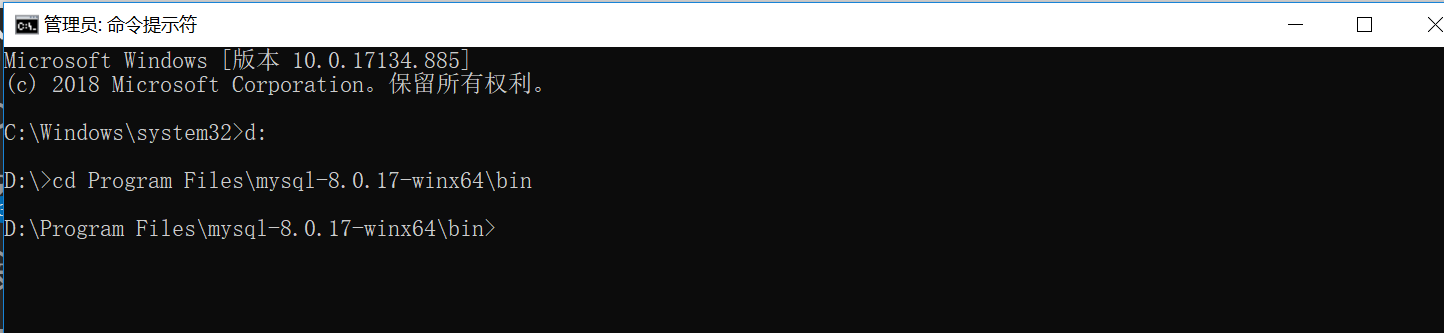 管理员: 命令提示符
Microsoft Windows [版本 10.0.17134.885]
(c) 2018 Microsoft Corporation。保留所有权利。
C:\Windows\system32>d:
D:\>cd Program Files\mysql-8.0.17-winx64\bin
D:\Program Files\mysql-8.0.17-winx64\bin>